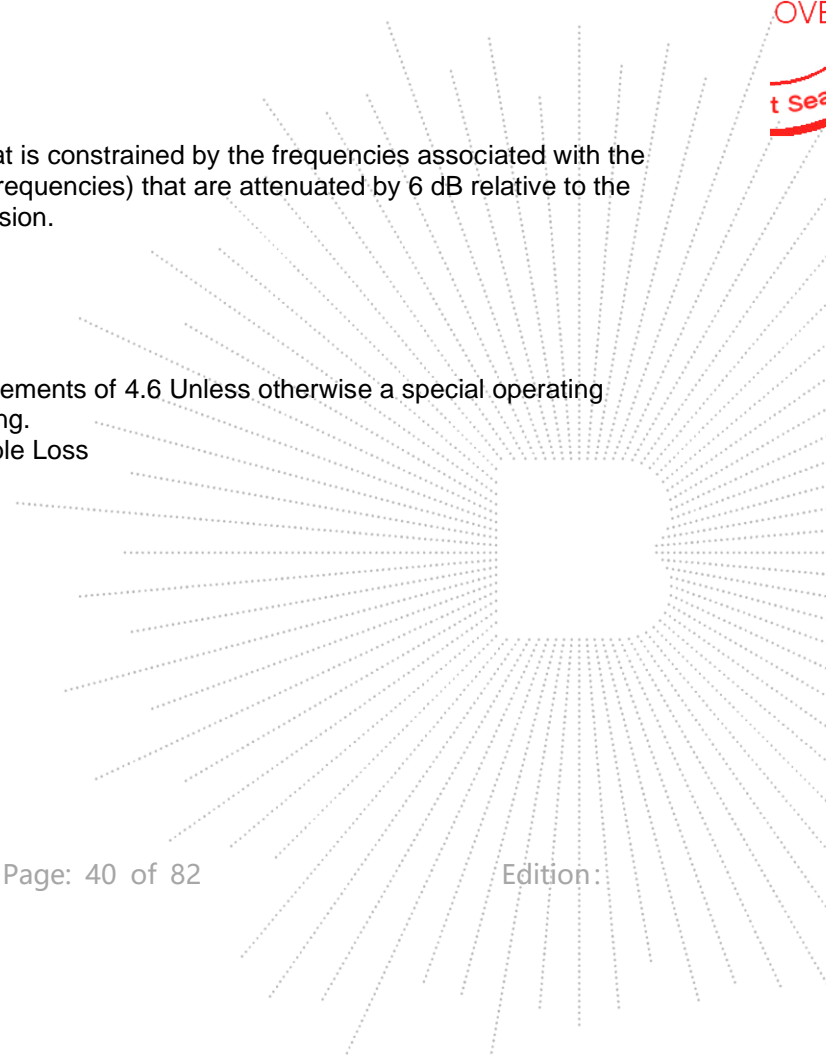 OVE
t Sea
at is constrained by the frequencies associated with the
requencies) that are attenuated by 6 dB relative to the
sion.
ements of 4.6 Unless otherwise a special operating
ng.
ole Loss
Page: 40 of 82 Edition: